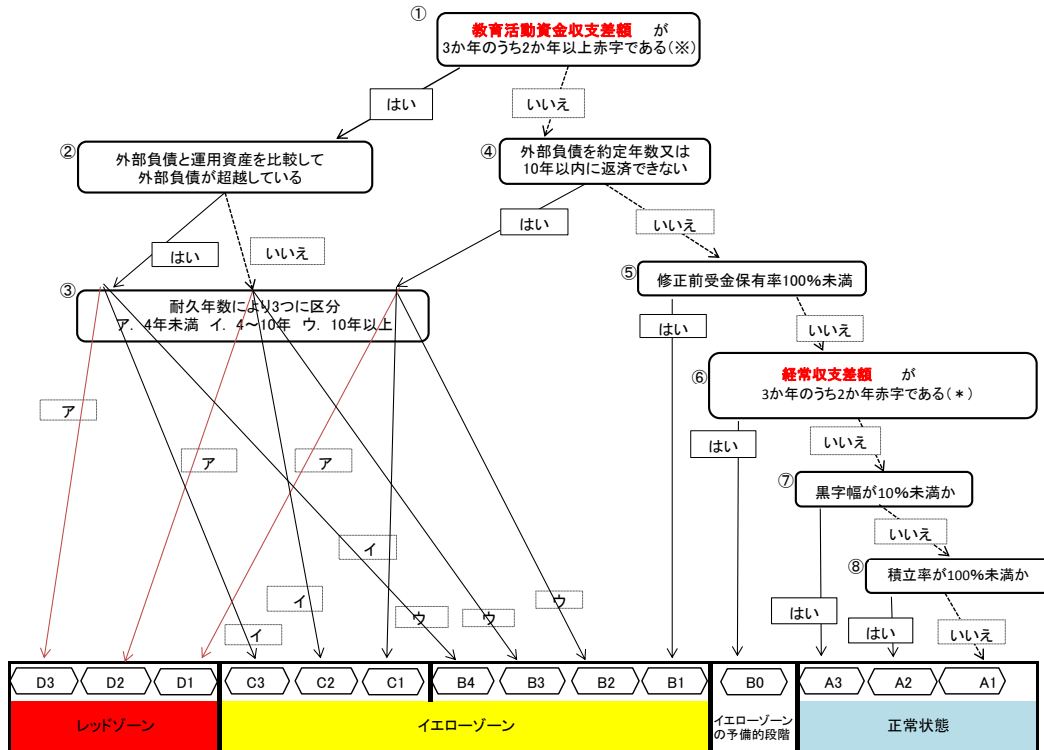 ①
教育活動資金収支差額 が
3か年のうち2か年以上赤字である(※)
はい
いいえ
②
外部負債と運用資産を比較して
外部負債が超越している
④
外部負債を約定年数又は
10年以内に返済できない
はい
いいえ
はい
いいえ
③
耐久年数により3つに区分
ア．4年未満 イ．4～10年 ウ．10年以上
⑤
修正前受金保有率100%未満
はい
いいえ
⑥
経常収支差額 が
3か年のうち2か年赤字である(＊)
ア
ア
ア
はい
いいえ
⑦
黒字幅が10%未満か
いいえ
イ
⑧
積立率が100%未満か
イ
イ
ウ
ウ
ウ
はい
はい
いいえ
D3 D2 D1 C3 C2 C1 B4 B3 B2 B1 B0 A3 A2 A1
レッドゾーン
イエローゾーン
イエローゾーン
の予備的段階
正常状態